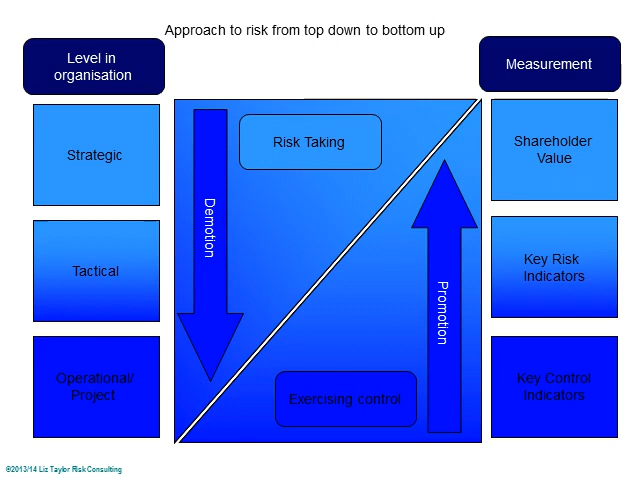 Approach to risk from top down to bottom up
Level in
organisation
Measurement
Strategic
Risk Taking
Shareholder
Value
Demotion
Tactical
Key Risk
Indicators
Promotion
Operational/
Project
Exercising control
Key Control
Indicators
©2013/14 Liz Taylor Risk Consulting